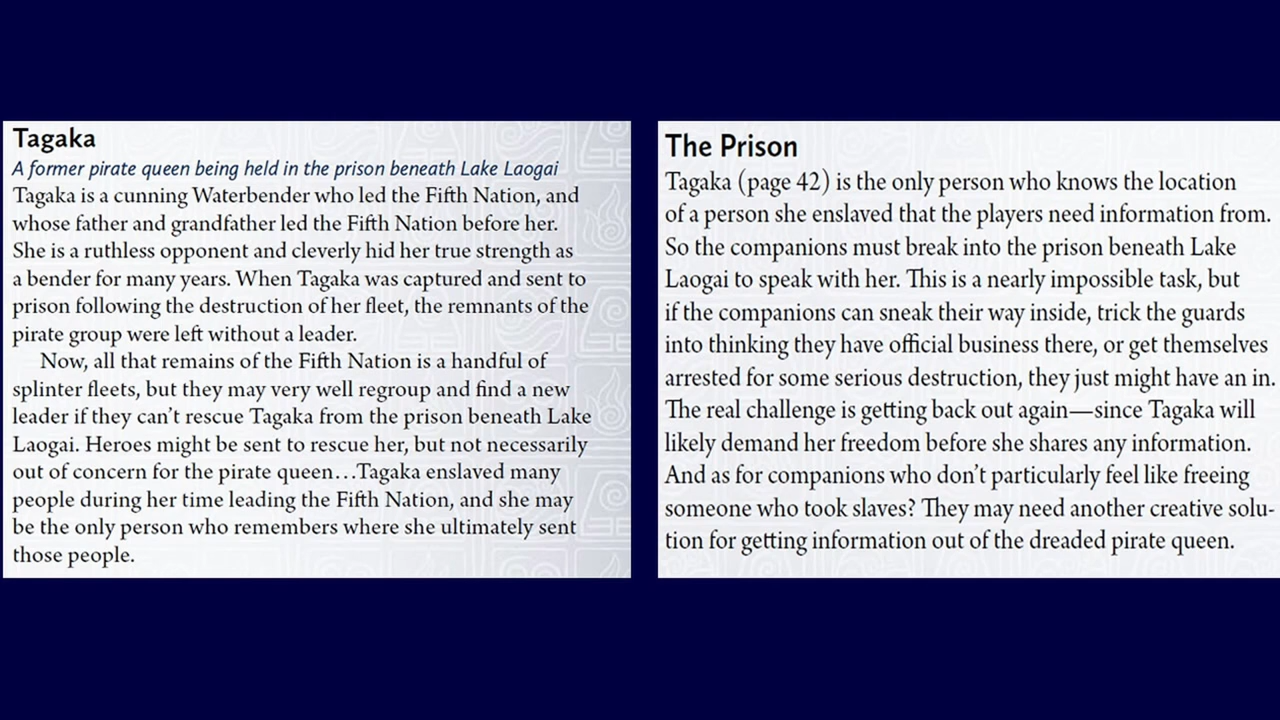 Tagaka
A former pirate queen being held in the prison beneath Lake Laogai
Tagaka is a cunning Waterbender who led the Fifth Nation, and
whose father and grandfather led the Fifth Nation before her.
She is a ruthless opponent and cleverly hid her true strength as
a bender for many years. When Tagaka was captured and sent to
prison following the destruction of her fleet, the remnants of the
pirate group were left without a leader.
Now, all that remains of the Fifth Nation is a handful of
splinter fleets, but they may very well regroup and find a new
leader if they can't rescue Tagaka from the prison beneath Lake
Laogai. Heroes might be sent to rescue her, but not necessarily
out of concern for the pirate queen…Tagaka enslaved many
people during her time leading the Fifth Nation, and she may
be the only person who remembers where she ultimately sent
those people.
The Prison
Tagaka (page 42) is the only person who knows the location
of a person she enslaved that the players need information from.
So the companions must break into the prison beneath Lake
Laogai to speak with her. This is a nearly impossible task, but
if the companions can sneak their way inside, trick the guards
into thinking they have official business there, or get themselves
arrested for some serious destruction, they just might have an in.
The real challenge is getting back out again—since Tagaka will
likely demand her freedom before she shares any information.
And as for companions who don't particularly feel like freeing
someone who took slaves? They may need another creative solu-
tion for getting information out of the dreaded pirate queen.